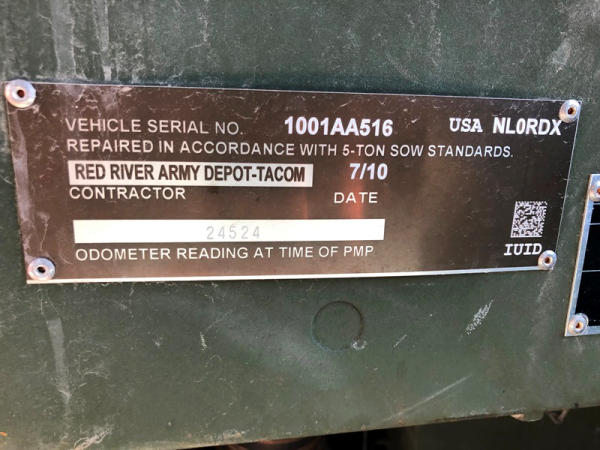 VEHICLE SERIAL NO. 1001AA516 USA NL0RDX
REPAIRED IN ACCORDANCE WITH 5-TON SOW STANDARDS.
RED RIVER ARMY DEPOT-TACOM 7/10
CONTRACTOR DATE
24524
ODOMETER READING AT TIME OF PMP IUID